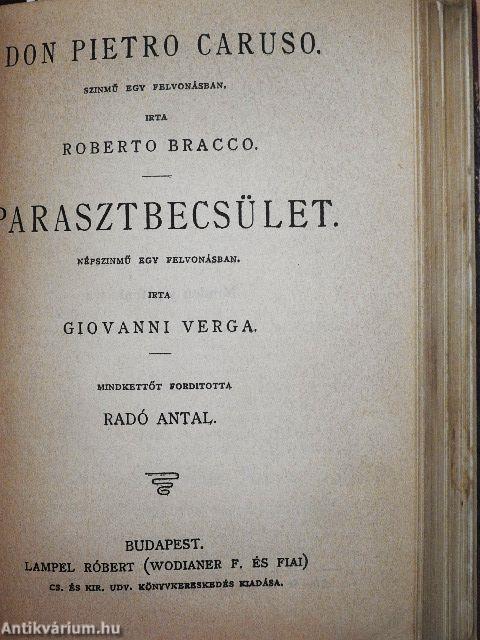 DON PIETRO CARUSO.
SZINMŰ EGY FELVONÁSBAN,
IRTA
ROBERTO BRACCO.
PARASZTBECSÜLET.
NÉPSZINMŰ EGY FELVONÁSBAN.
IRTA
GIOVANNI VERGA.
MINDKETTŐT FORDITOTTA
RADÓ ANTAL.
BUDAPEST.
LAMPEL RÓBERT (WODIANER F. ÉS FIAI)
CS. ÉS KIR. UDV. KÖNYVKERESKEDÉS KIADÁSA.
Antikvárium.hu